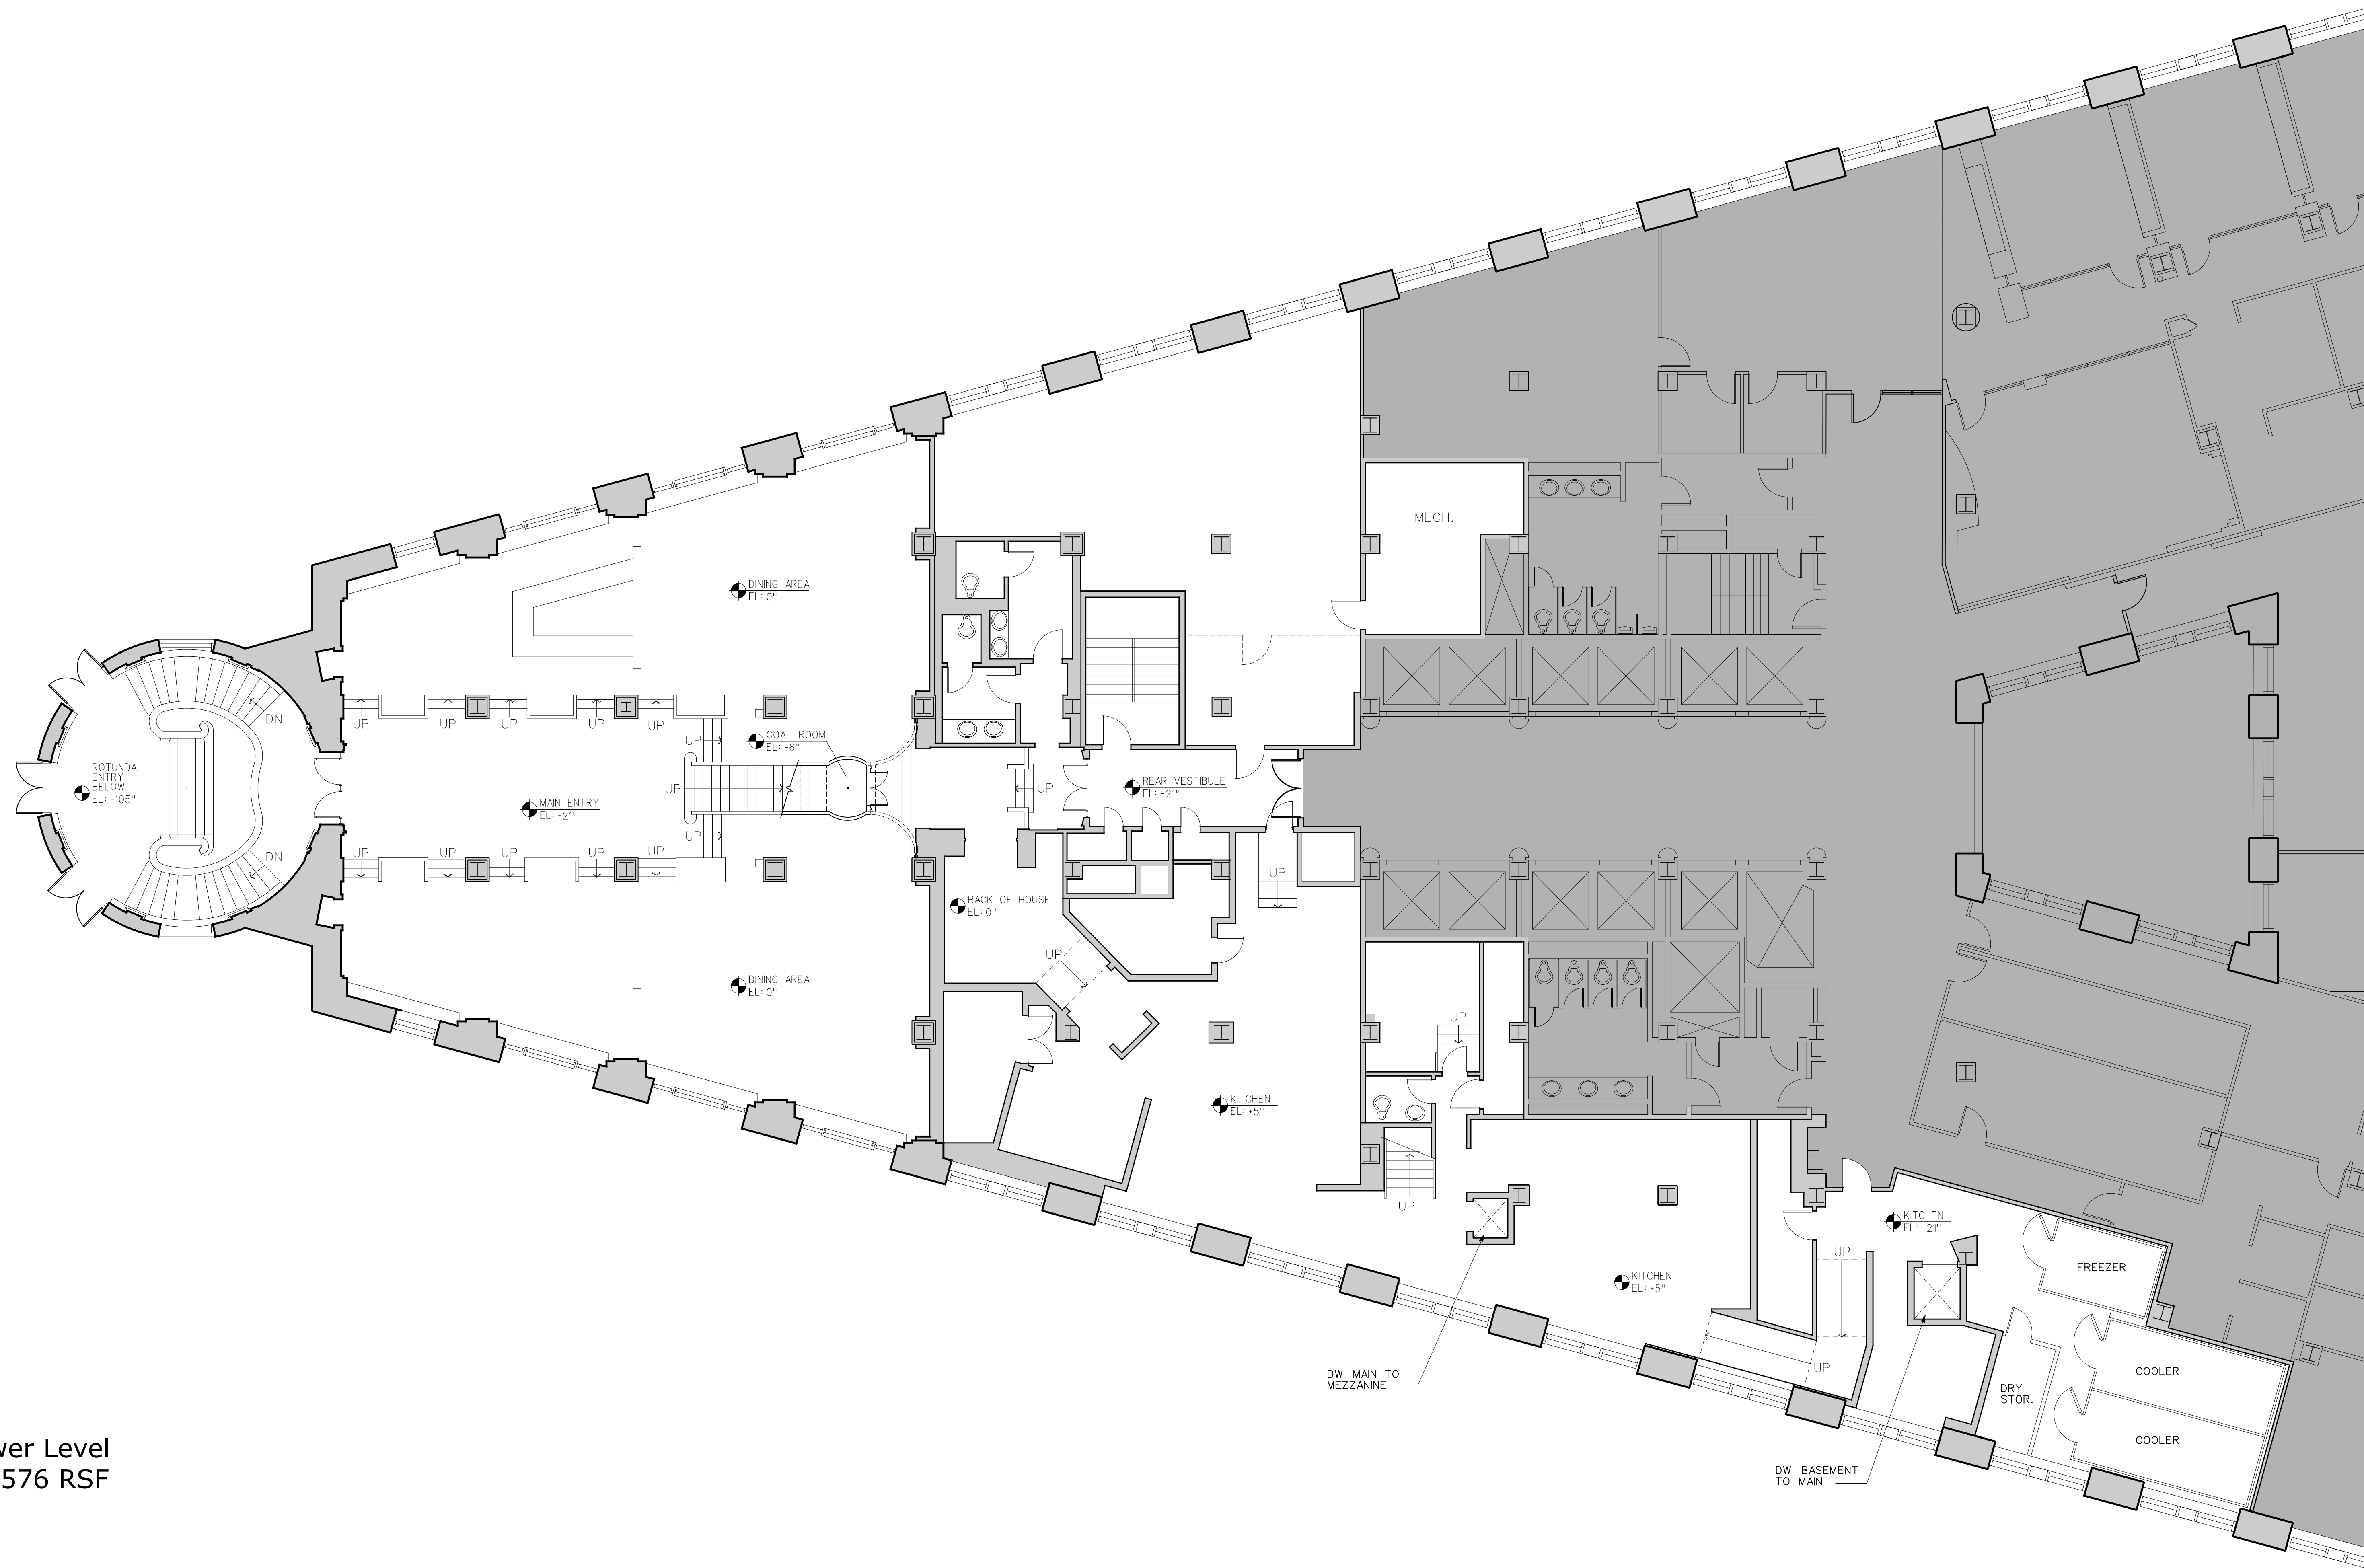 MECH.
DINING AREA
EL: 0"
DN
UP
UP
UP
UP
UP
UP
COAT ROOM
EL: -6"
ROTUNDA
ENTRY
BELOW
EL: -105"
MAIN ENTRY
EL: -21"
UP
UP
REAR VESTIBULE
EL: -21"
UP
UP
UP
UP
UP
UP
UP
DN
UP
BACK OF HOUSE
EL: 0"
UP
DINING AREA
EL: 0"
UP
KITCHEN
EL: +5"
UP
KITCHEN
EL: -21"
UP
FREEZER
KITCHEN
EL: +5"
UP
DW MAIN TO
MEZZANINE
COOLER
DRY
STOR.
COOLER
DW BASEMENT
TO MAIN
wer Level
576 RSF